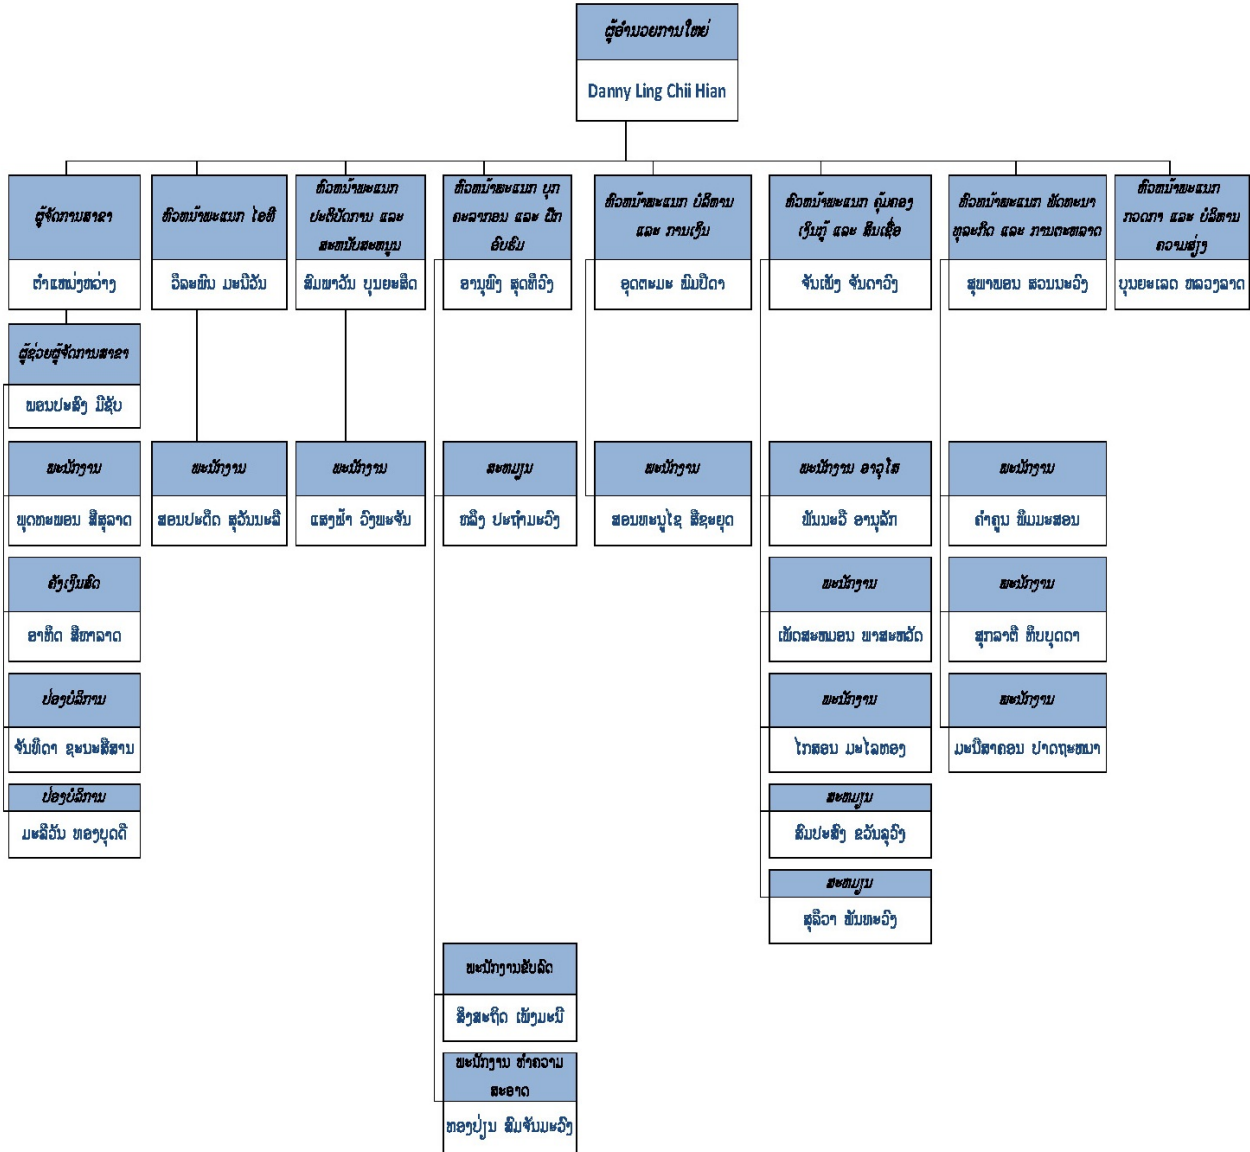 ຜູ້ອຳນວຍການໃຫຍ່
Danny Ling Chii Hian
ຜູ້ຈັດການສາຂາ
ຕຳແໜ່ງຫວ່າງ
ຫົວຫນ້າພະແນກ ໄອທີ
ວິລະພົນ ມະນີວັນ
ຫົວຫນ້າພະແນກ
ປະຕິບັດການ ແລະ
ສະຫນັບສະຫນູນ
ສົມພາວັນ ບຸນຍະສິດ
ຫົວຫນ້າພະແນກ ບຸກ
ຄະລາກອນ ແລະ ຝຶກ
ອົບຮົມ
ອານຸພົງ ສຸດທິວົງ
ຫົວຫນ້າພະແນກ ບໍລິຫານ
ແລະ ການເງິນ
ອຸດຕະມະ ພິມປີດາ
ຫົວຫນ້າພະແນກ ຄຸ້ມຄອງ
ເງິນກູ້ ແລະ ສິນເຊື່ອ
ຈັນເພັງ ຈັນດາວົງ
ຫົວຫນ້າພະແນກ ພັດທະນາ
ທຸລະກິດ ແລະ ການຕະຫລາດ
ສຸພາພອນ ສວນນະວົງ
ຫົວຫນ້າພະແນກ
ກວດກາ ແລະ ບໍລິຫານ
ຄວາມສ່ຽງ
ບຸນຍະເລດ ຫລວງລາດ
ຜູ້ຊ່ວຍຜູ້ຈັດການສາຂາ
ພອນປະສົງ ມີຊັບ
ພະນັກງານ
ພຸດທະພອນ ສີສຸລາດ
ພະນັກງານ
ສອນປະດິດ ສຸວັນນະລີ
ພະນັກງານ
ແສງຟ້າ ວົງພະຈັນ
ສະຫມຽນ
ຫລິງ ປະຖຳມະວົງ
ພະນັກງານ
ສອນທະນູໄຊ ສີຊະຍຸດ
ພະນັກງານ ອາວຸໂສ
ພັນນະວີ ອານຸລັກ
ພະນັກງານ
ຄຳຄູນ ພິມມະສອນ
ຄັງເງິນສົດ
ອາທິດ ສີຫາລາດ
ພະນັກງານ
ເພັດສະຫມອນ ພາສະຫວັດ
ພະນັກງານ
ສຸກລາຕີ ທິບບຸດດາ
ປ່ອງບໍລິການ
ຈັນທິດາ ຊະນະສີສານ
ພະນັກງານ
ໄກສອນ ມະໄລທອງ
ພະນັກງານ
ມະນີສາຄອນ ປາດຖະຫນາ
ປ່ອງບໍລິການ
ມະລີວັນ ທອງບຸດດີ
ສະຫມຽນ
ສົມປະສົງ ຂວັນລຸວົງ
ສະຫມຽນ
ສຸລິວາ ພັນທະວົງ
ພະນັກງານຂັບລົດ
ສິງສະຖິດ ເພັງມະນີ
ພະນັກງານ ທຳຄວາມ
ສະອາດ
ທອງປ່ຽນ ສົມຈັນມະວົງ